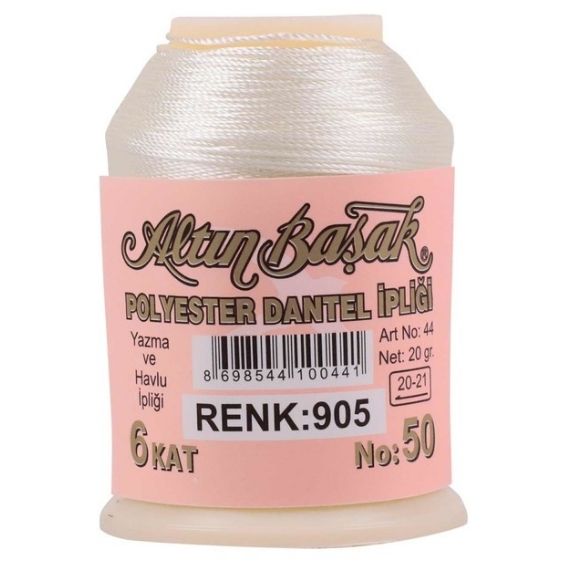 Altın Başak®
POLYESTER DANTEL İPLİĞİ
Yazma
ve
Havlu
İpliği
8 698544 100441
Art No: 44
Net: 20 gr.
20-21
RENK:905
6 KAT
No: 50